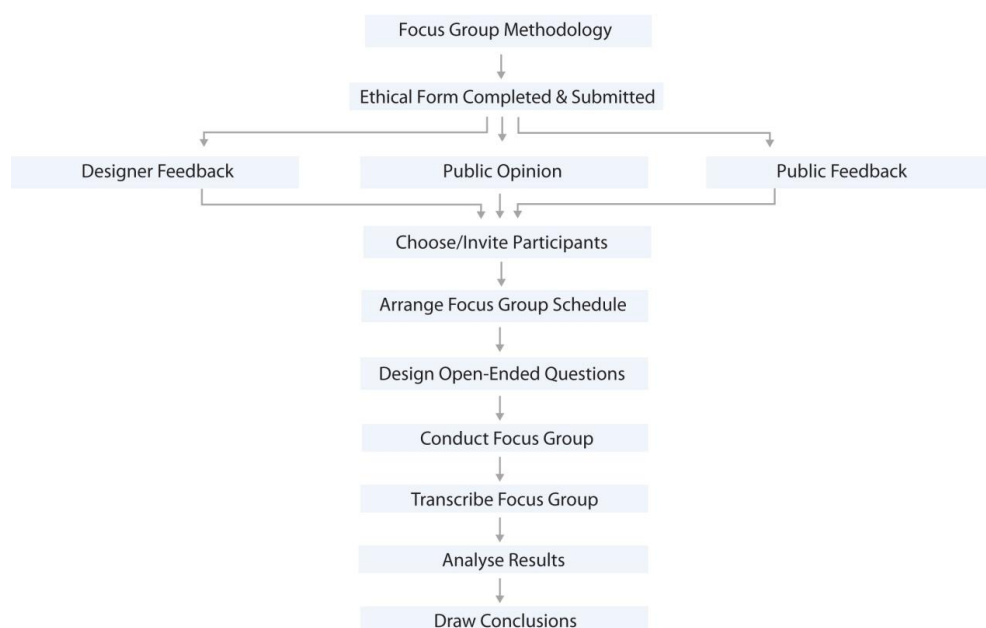 Focus Group Methodology
Ethical Form Completed & Submitted
Designer Feedback
Public Opinion
Public Feedback
Choose/Invite Participants
Arrange Focus Group Schedule
Design Open-Ended Questions
Conduct Focus Group
Transcribe Focus Group
Analyse Results
Draw Conclusions